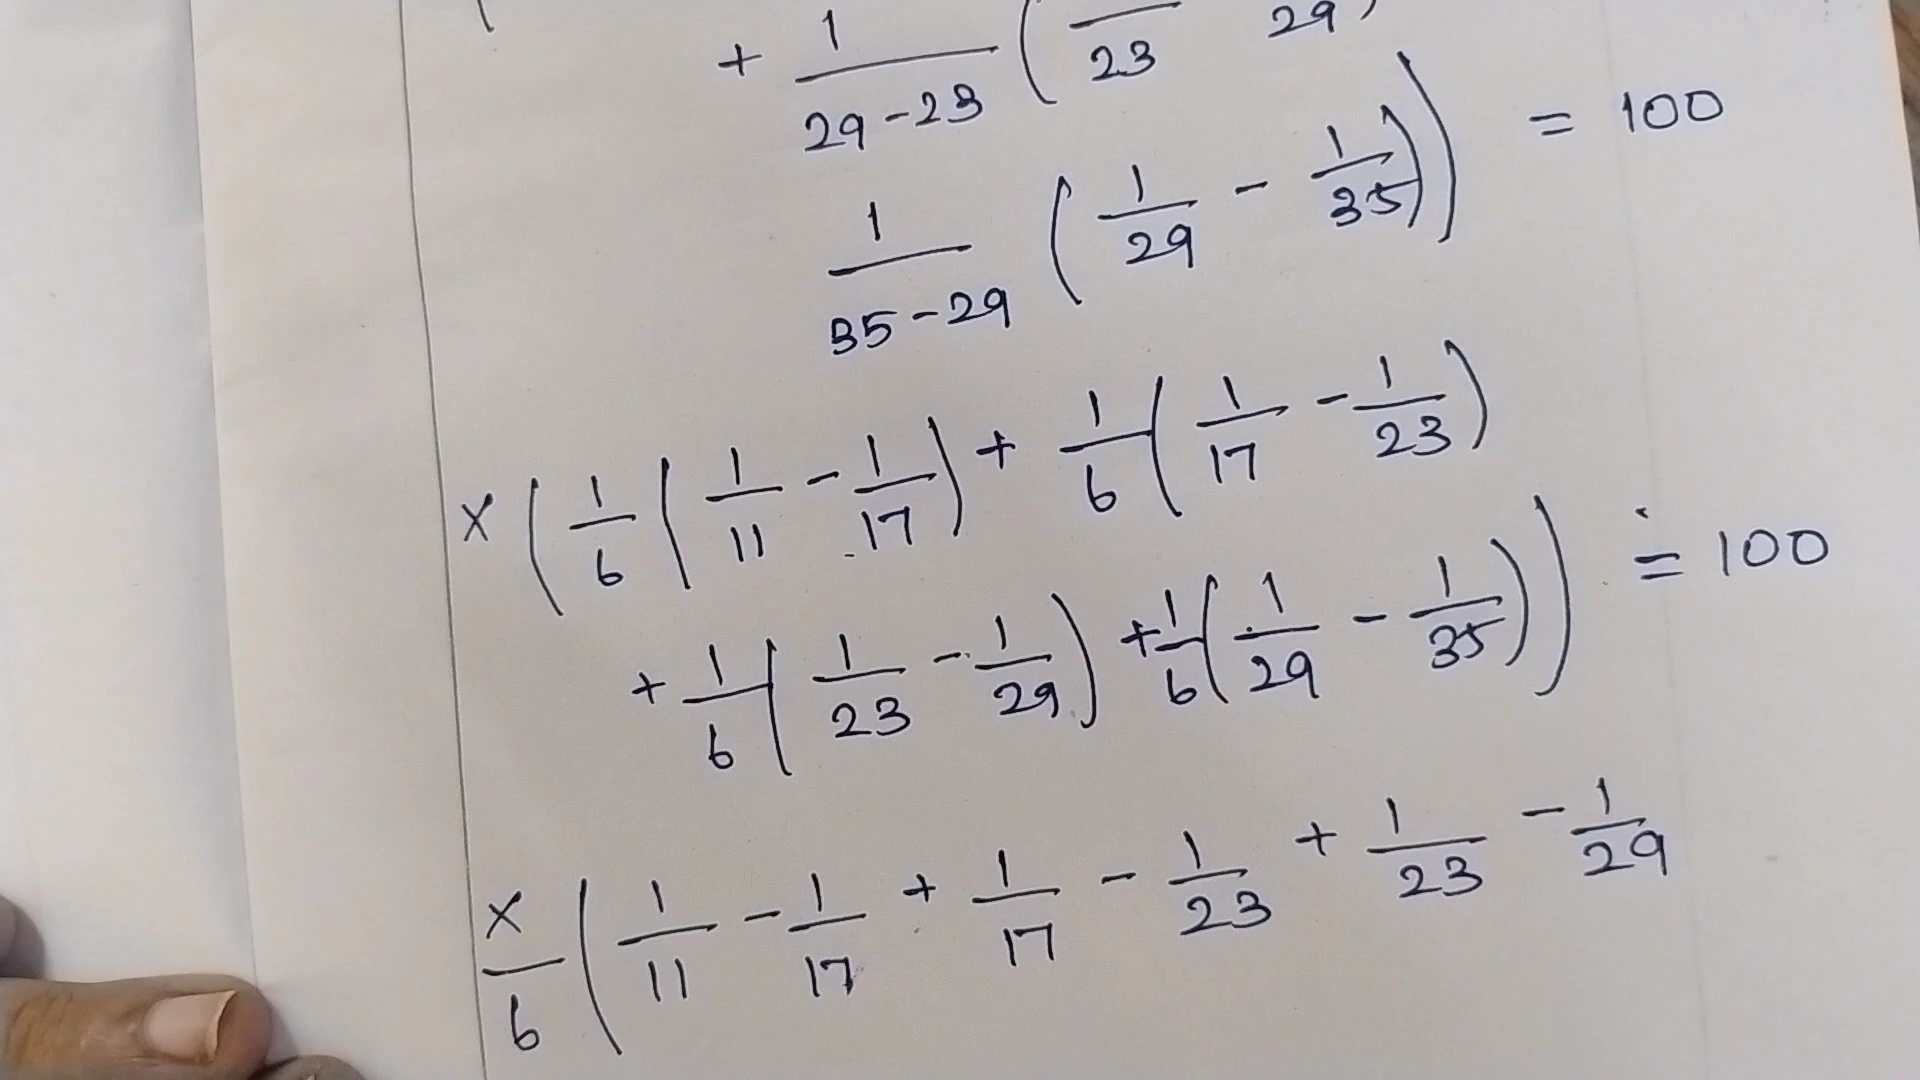 + 1/(29-23) ( /23 29)
1/(35-29) (1/29 - 1/35)) = 100
x (1/6 (1/11 - 1/17) + 1/6 (1/17 - 1/23)
+ 1/6 (1/23 - 1/29) + 1/6 (1/29 - 1/35)) = 100
x/6 (1/11 - 1/17 + 1/17 - 1/23 + 1/23 - 1/29